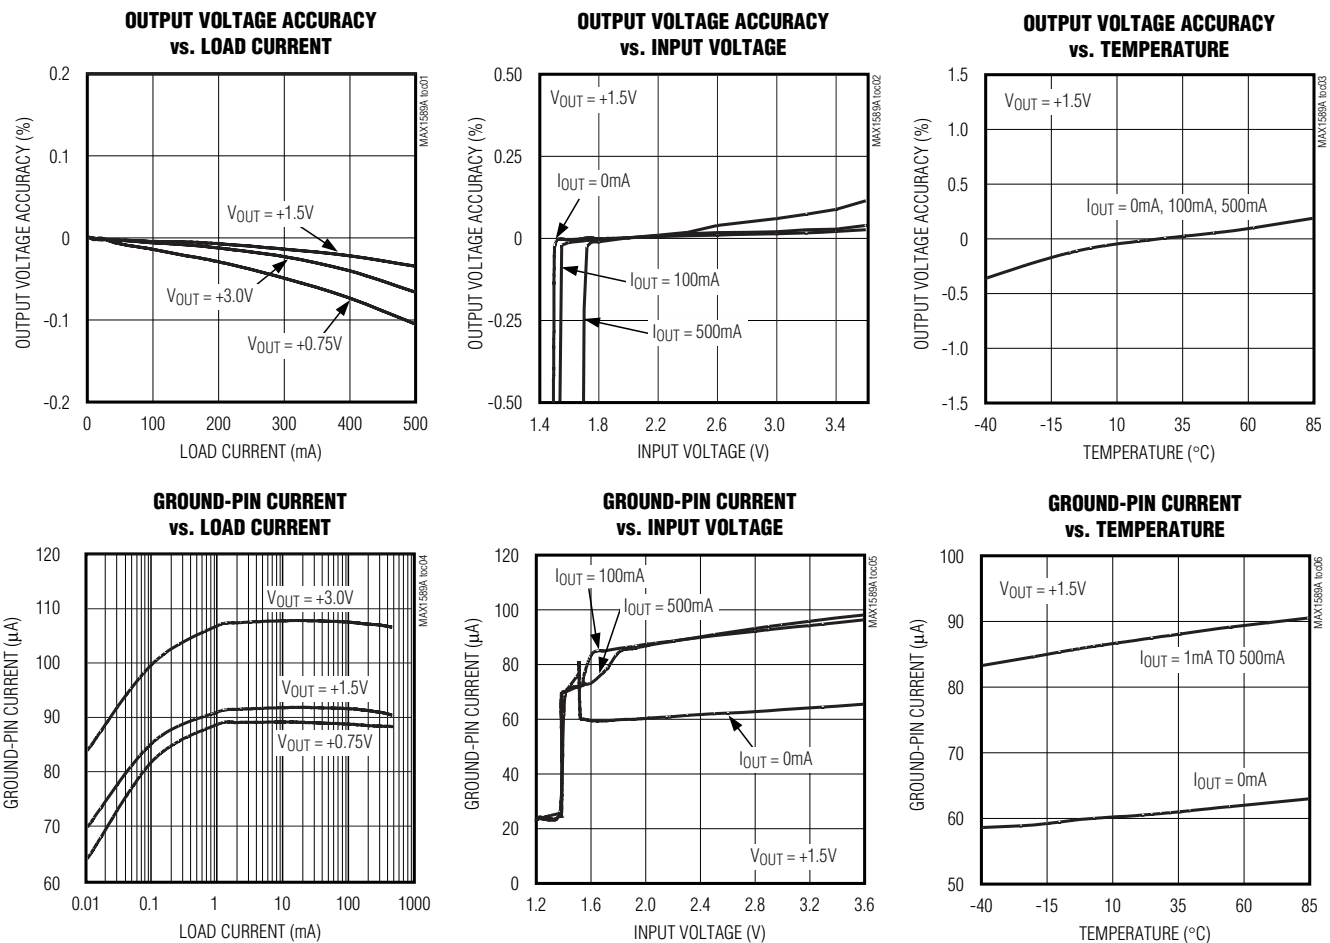 OUTPUT VOLTAGE ACCURACY
vs. LOAD CURRENT
MAX1589A toc01
OUTPUT VOLTAGE ACCURACY (%)
0.2
0.1
0
-0.1
-0.2
VOUT = +1.5V
VOUT = +3.0V
VOUT = +0.75V
0 100 200 300 400 500
LOAD CURRENT (mA)
OUTPUT VOLTAGE ACCURACY
vs. INPUT VOLTAGE
MAX1589A toc02
OUTPUT VOLTAGE ACCURACY (%)
0.50
0.25
0
-0.25
-0.50
VOUT = +1.5V
IOUT = 0mA
IOUT = 100mA
IOUT = 500mA
1.4 1.8 2.2 2.6 3.0 3.4
INPUT VOLTAGE (V)
OUTPUT VOLTAGE ACCURACY
vs. TEMPERATURE
MAX1589A toc03
OUTPUT VOLTAGE ACCURACY (%)
1.5
1.0
0.5
0
-0.5
-1.0
-1.5
VOUT = +1.5V
IOUT = 0mA, 100mA, 500mA
-40 -15 10 35 60 85
TEMPERATURE (°C)
GROUND-PIN CURRENT
vs. LOAD CURRENT
MAX1589A toc04
GROUND-PIN CURRENT (μA)
120
110
100
90
80
70
60
VOUT = +3.0V
VOUT = +1.5V
VOUT = +0.75V
0.01 0.1 1 10 100 1000
LOAD CURRENT (mA)
GROUND-PIN CURRENT
vs. INPUT VOLTAGE
MAX1589A toc05
GROUND-PIN CURRENT (μA)
120
100
80
60
40
20
0
IOUT = 100mA
IOUT = 500mA
IOUT = 0mA
VOUT = +1.5V
1.2 1.6 2.0 2.4 2.8 3.2 3.6
INPUT VOLTAGE (V)
GROUND-PIN CURRENT
vs. TEMPERATURE
MAX1589A toc06
GROUND-PIN CURRENT (μA)
100
90
80
70
60
50
VOUT = +1.5V
IOUT = 1mA TO 500mA
IOUT = 0mA
-40 -15 10 35 60 85
TEMPERATURE (°C)